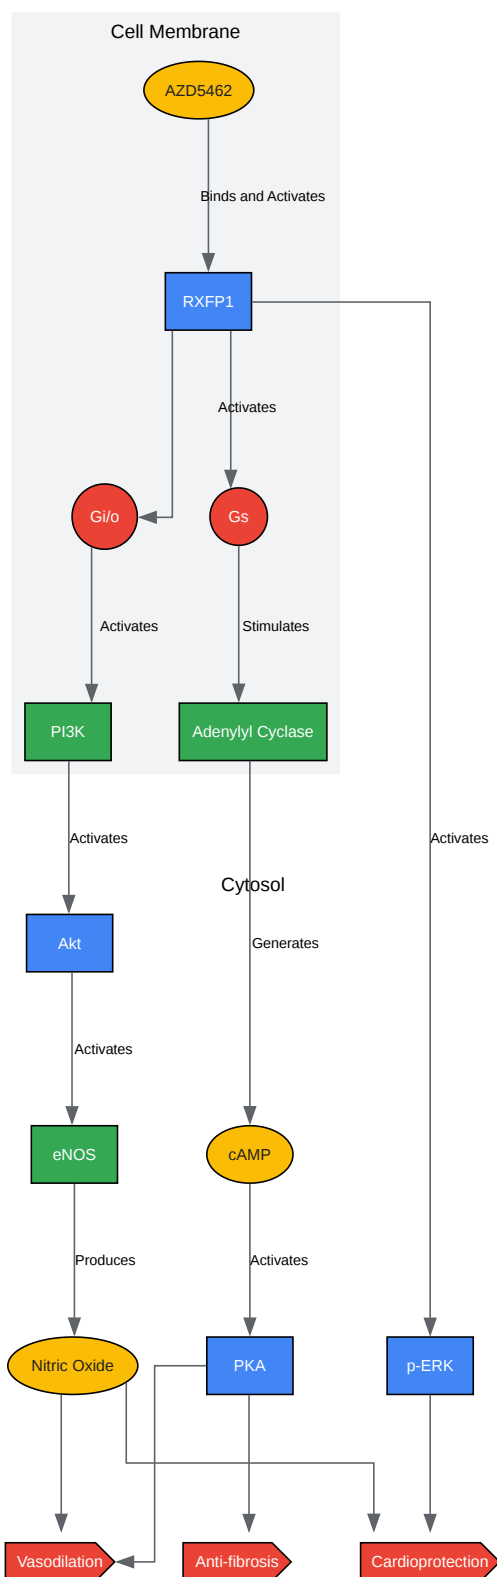 Cell Membrane
AZD5462
Binds and Activates
RXFP1
Activates
Gi/o
Gs
Activates
Stimulates
PI3K
Adenylyl Cyclase
Activates
Activates
Cytosol
Akt
Generates
Activates
eNOS
cAMP
Produces
Activates
Nitric Oxide
PKA
p-ERK
Vasodilation
Anti-fibrosis
Cardioprotection